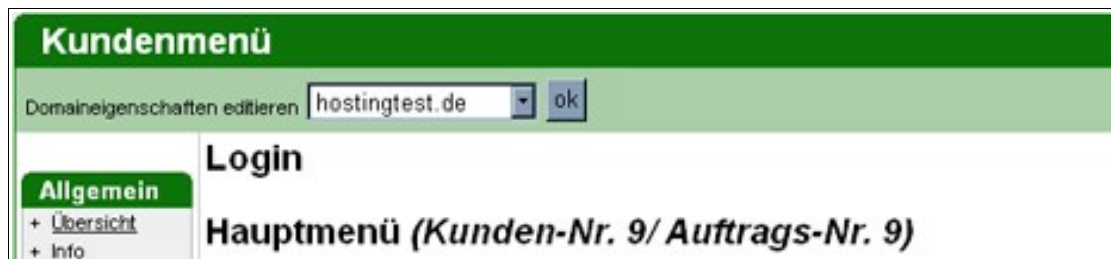 Kundenmenü
Domaineigenschaften editieren hostingtest.de ok
Login
Allgemein
+ Übersicht
Hauptmenü (Kunden-Nr. 9/ Auftrags-Nr. 9)
+ Info